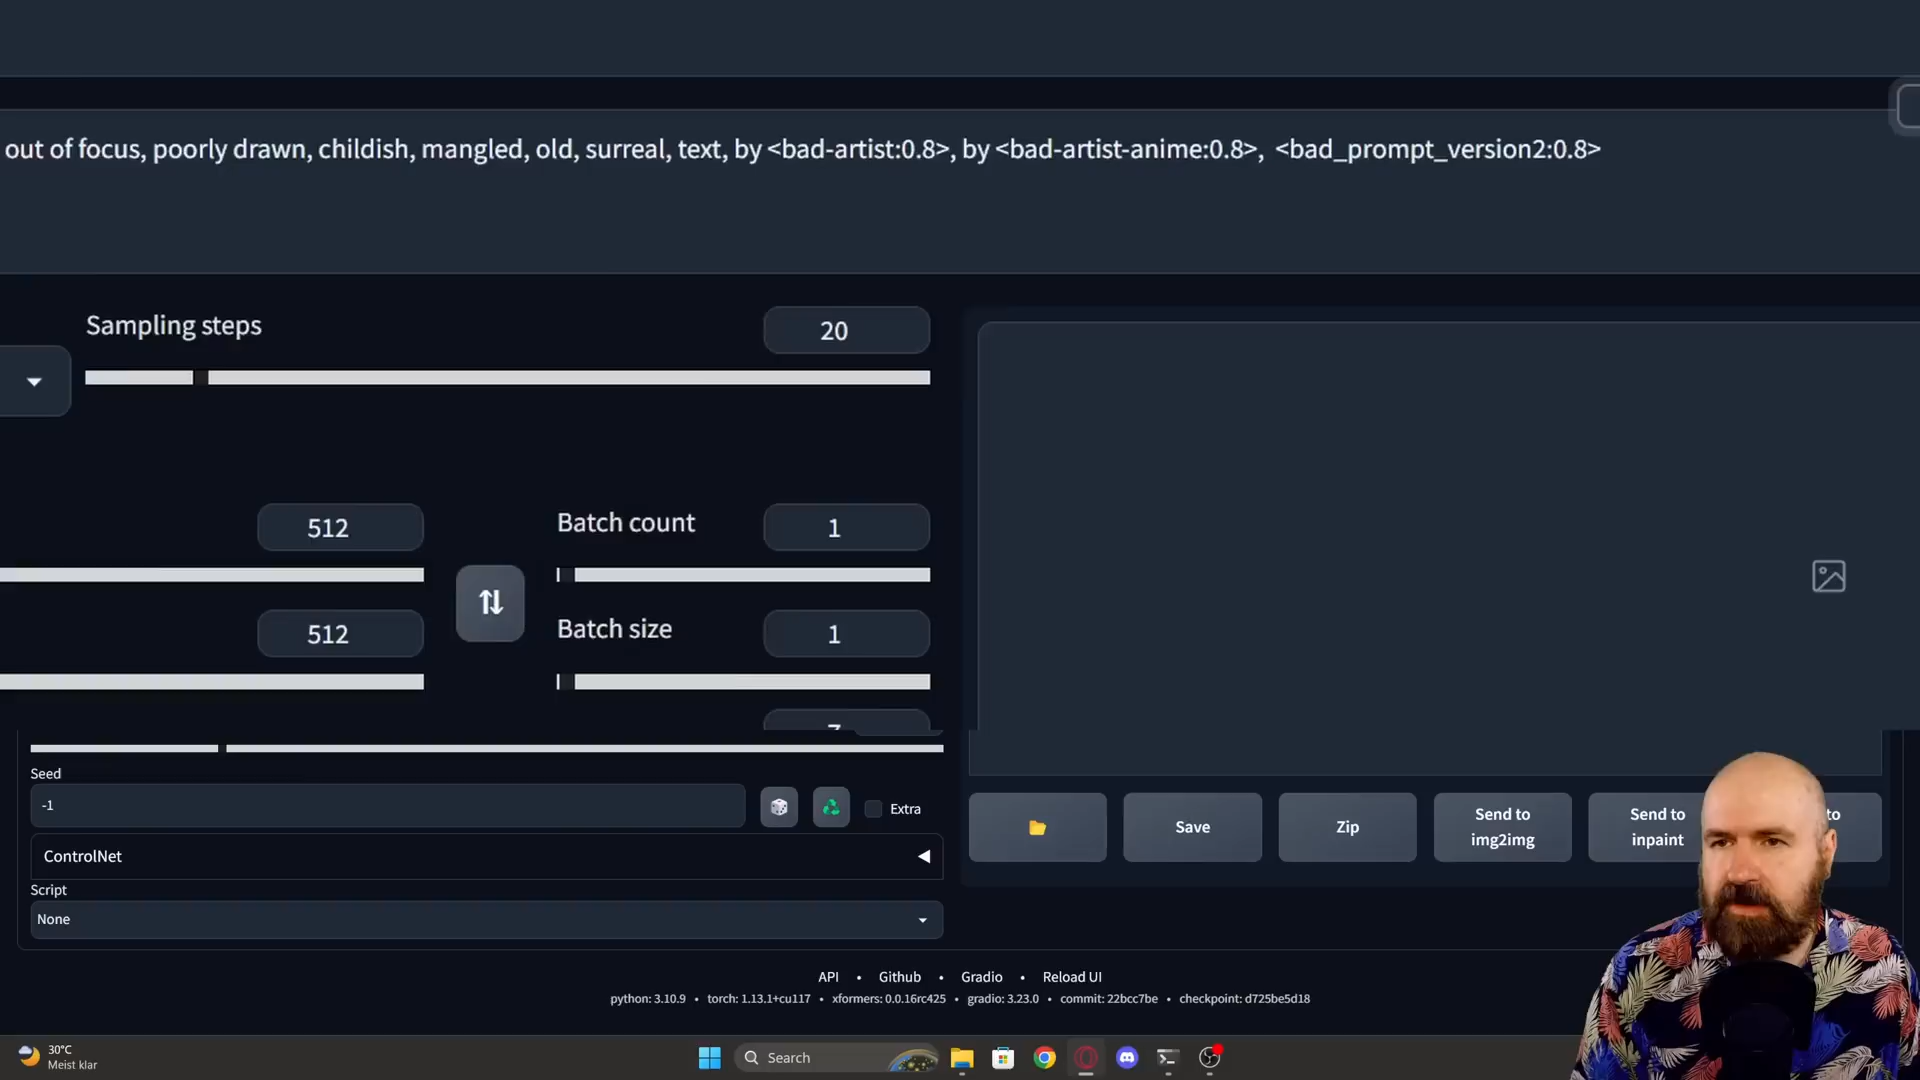 out of focus, poorly drawn, childish, mangled, old, surreal, text, by <bad-artist:0.8>, by <bad-artist-anime:0.8>,  <bad_prompt_version2:0.8>
Sampling steps
20
512
Batch count
1
512
Batch size
1
Seed
-1
Extra
ControlNet
Script
None
Save
Zip
Send to
img2img
Send to
inpaint
to
API • Github • Gradio • Reload UI
python: 3.10.9 • torch: 1.13.1+cu117 • xformers: 0.0.16rc425 • gradio: 3.23.0 • commit: 22bcc7be • checkpoint: d725be5d18
30°C
Meist klar
Search